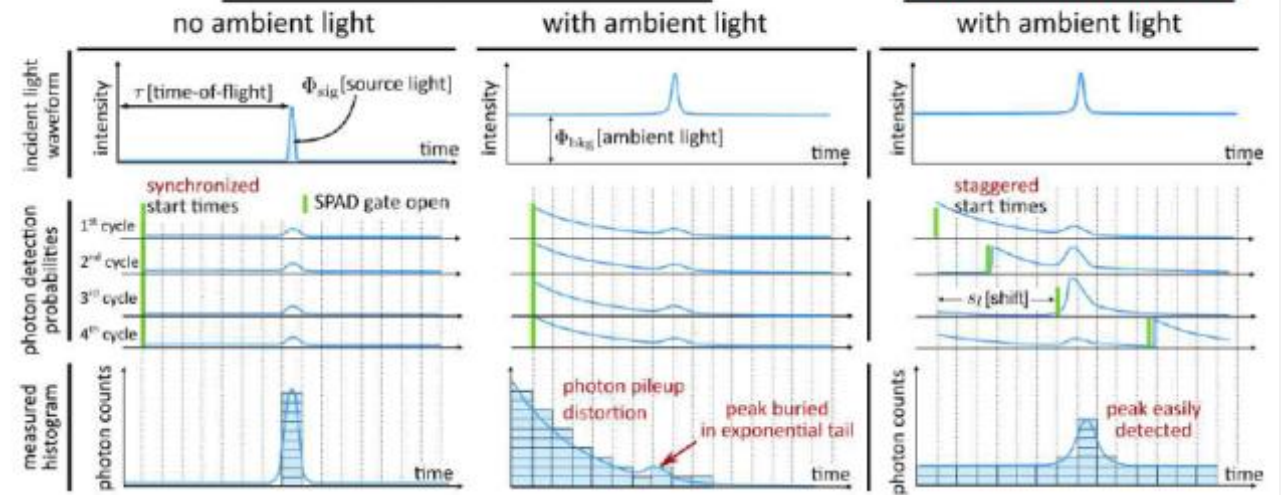 no ambient light
with ambient light
with ambient light
incident light
waveform
intensity
τ [time-of-flight]
Φsig [source light]
time
intensity
Φbkg [ambient light]
time
intensity
time
photon detection
probabilities
synchronized
start times
SPAD gate open
1st cycle
2nd cycle
3rd cycle
4th cycle
staggered
start times
sl [shift]
measured
histogram
photon counts
time
photon pileup
distortion
peak buried
in exponential tail
time
photon counts
peak easily
detected
time